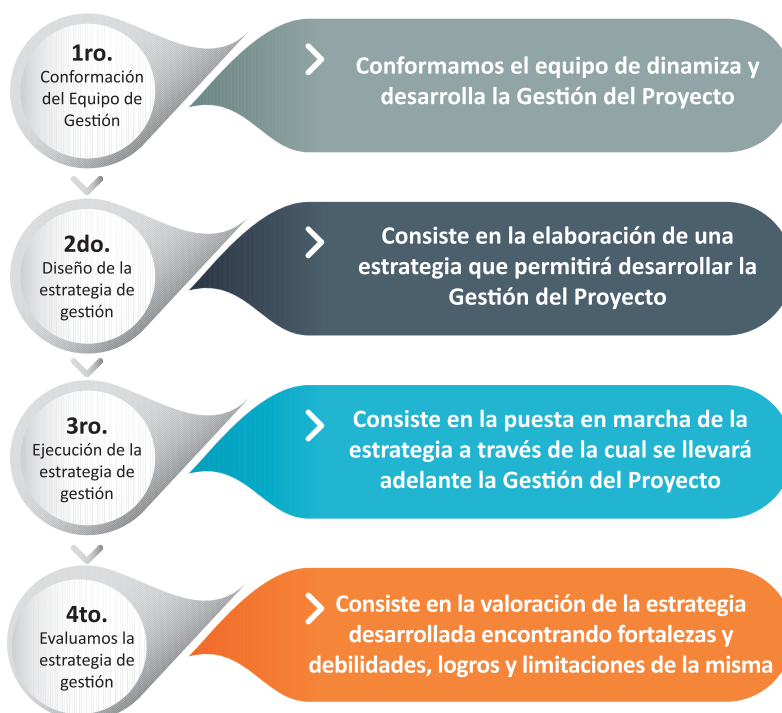 1ro.
Conformación
del Equipo de
Gestión
Conformamos el equipo de dinamiza y
desarrolla la Gestión del Proyecto
2do.
Diseño de la
estrategia de
gestión
Consiste en la elaboración de una
estrategia que permitirá desarrollar la
Gestión del Proyecto
3ro.
Ejecución de la
estrategia de
gestión
Consiste en la puesta en marcha de la
estrategia a través de la cual se llevará
adelante la Gestión del Proyecto
4to.
Evaluamos la
estrategia de
gestión
Consiste en la valoración de la estrategia
desarrollada encontrando fortalezas y
debilidades, logros y limitaciones de la misma